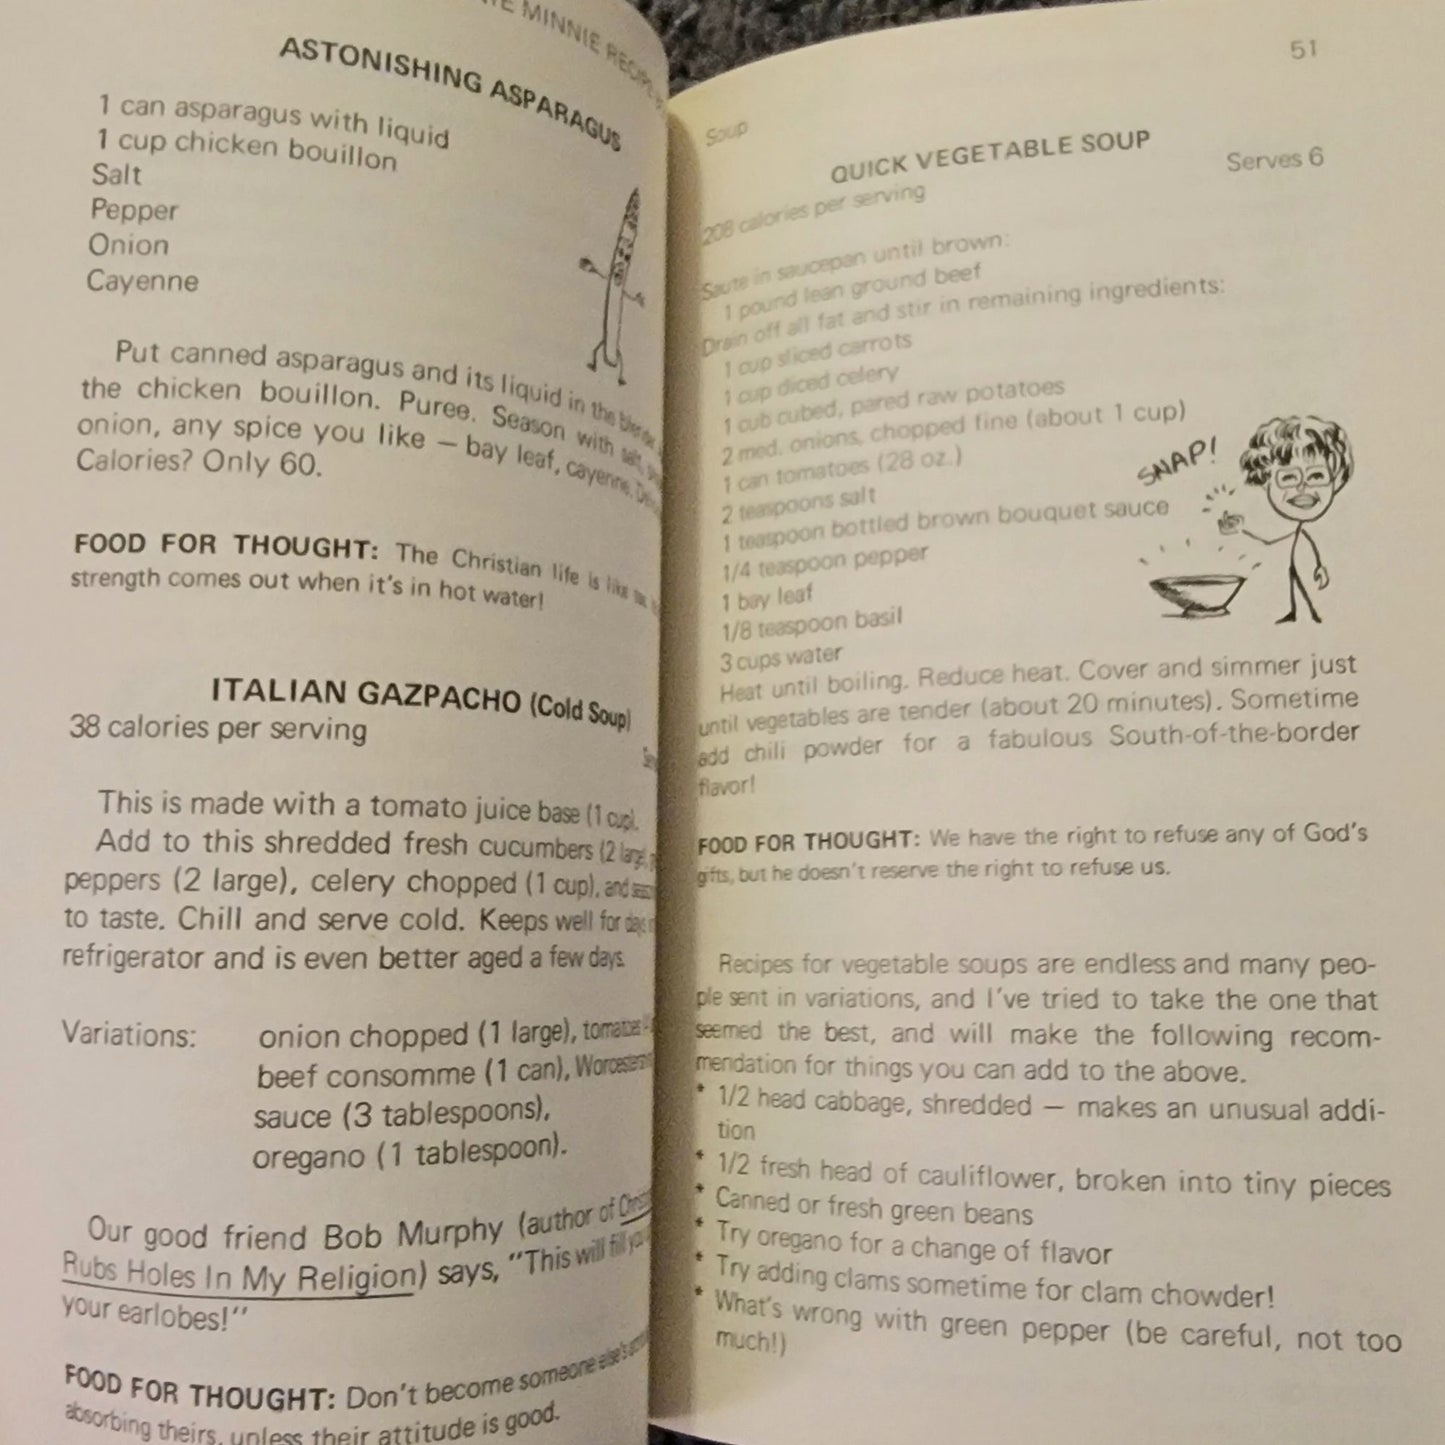 MINNIE RECIPE
ASTONISHING ASPARAGUS
1 can asparagus with liquid
1 cup chicken bouillon
Salt
Pepper
Onion
Cayenne
Put canned asparagus and its liquid in the blender
the chicken bouillon. Puree. Season with salt,
onion, any spice you like — bay leaf, cayenne.
Calories? Only 60.
FOOD FOR THOUGHT: The Christian life is like
strength comes out when it's in hot water!
ITALIAN GAZPACHO (Cold Soup)
38 calories per serving
This is made with a tomato juice base (1 cup).
Add to this shredded fresh cucumbers (2 large),
peppers (2 large), celery chopped (1 cup), and
to taste. Chill and serve cold. Keeps well for days
refrigerator and is even better aged a few days.
Variations: onion chopped (1 large), tomatoes
beef consomme (1 can), Worcestershire
sauce (3 tablespoons),
oregano (1 tablespoon).
Our good friend Bob Murphy (author of
Rubs Holes In My Religion) says, "This will fill you
your earlobes!"
FOOD FOR THOUGHT: Don't become someone else's
absorbing theirs, unless their attitude is good.
51
Soup
QUICK VEGETABLE SOUP
Serves 6
208 calories per serving
Saute in saucepan until brown:
1 pound lean ground beef
Drain off all fat and stir in remaining ingredients:
1 cup sliced carrots
1 cup diced celery
1 cub cubed, pared raw potatoes
2 med. onions, chopped fine (about 1 cup)
1 can tomatoes (28 oz.)
2 teaspoons salt
1 teaspoon bottled brown bouquet sauce
1/4 teaspoon pepper
1 bay leaf
1/8 teaspoon basil
3 cups water
SNAP!
Heat until boiling. Reduce heat. Cover and simmer just
until vegetables are tender (about 20 minutes). Sometime
add chili powder for a fabulous South-of-the-border
flavor!
FOOD FOR THOUGHT: We have the right to refuse any of God's
gifts, but he doesn't reserve the right to refuse us.
Recipes for vegetable soups are endless and many peo-
ple sent in variations, and I've tried to take the one that
seemed the best, and will make the following recom-
mendation for things you can add to the above.
* 1/2 head cabbage, shredded — makes an unusual addi-
tion
* 1/2 fresh head of cauliflower, broken into tiny pieces
* Canned or fresh green beans
* Try oregano for a change of flavor
* Try adding clams sometime for clam chowder!
* What's wrong with green pepper (be careful, not too
much!)